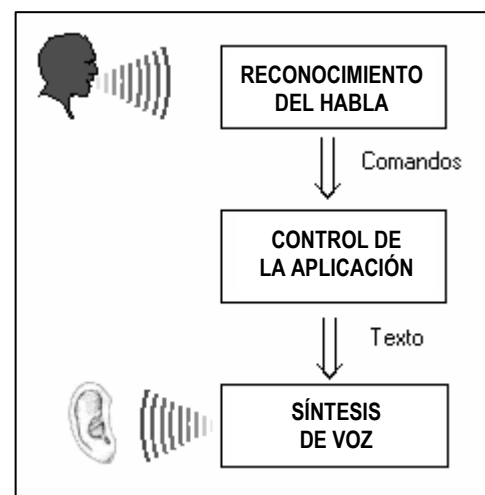 RECONOCIMIENTO
DEL HABLA
Comandos
CONTROL DE
LA APLICACIÓN
Texto
SÍNTESIS
DE VOZ